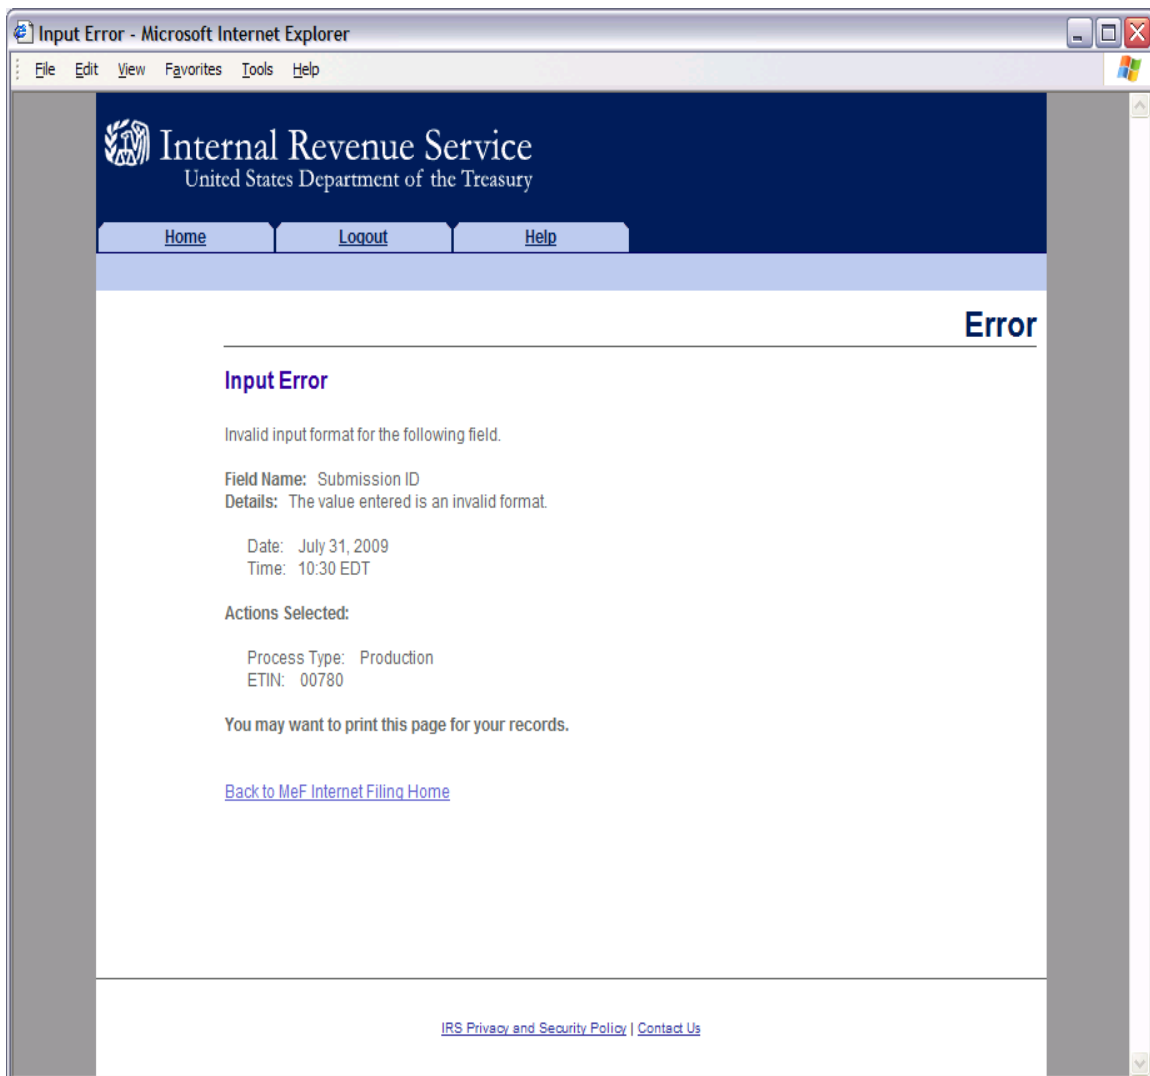 Input Error - Microsoft Internet Explorer
File Edit View Favorites Tools Help
Internal Revenue Service
United States Department of the Treasury
Home Logout Help
Error
Input Error
Invalid input format for the following field.
Field Name: Submission ID
Details: The value entered is an invalid format.
Date: July 31, 2009
Time: 10:30 EDT
Actions Selected:
Process Type: Production
ETIN: 00780
You may want to print this page for your records.
Back to MeF Internet Filing Home
IRS Privacy and Security Policy | Contact Us